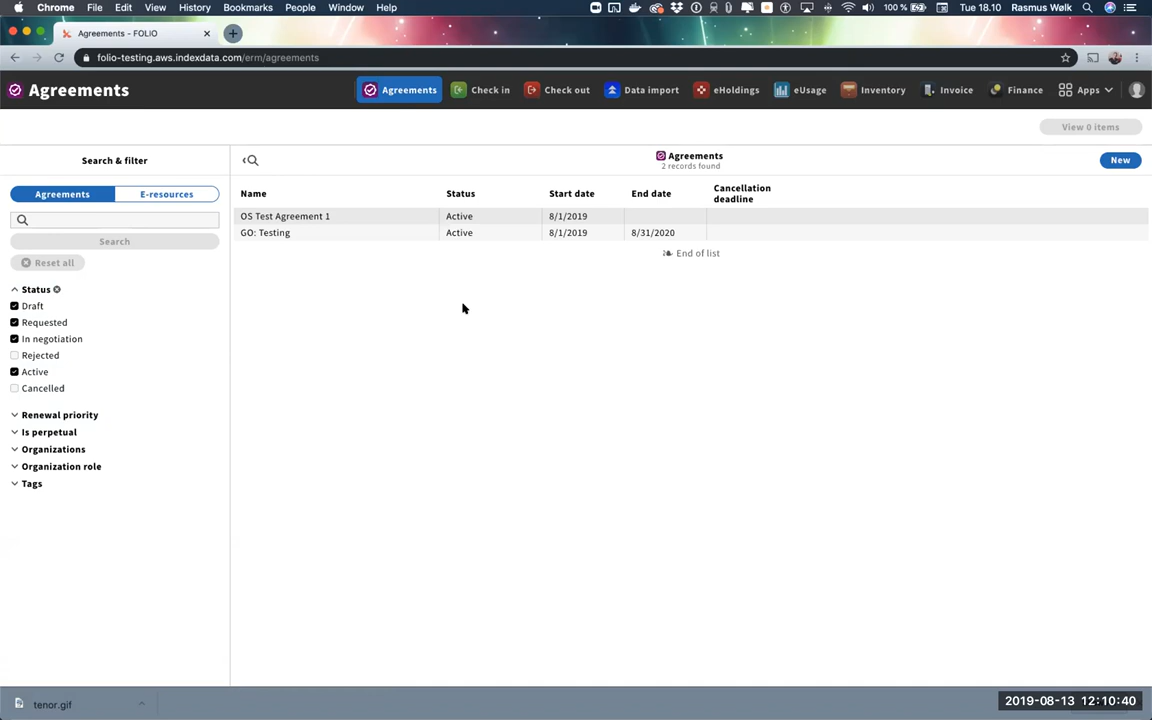 Chrome File Edit View History Bookmarks People Window Help 100 % Tue 18.10 Rasmus Wølk
Agreements - FOLIO
folio-testing.aws.indexdata.com/erm/agreements
Agreements Agreements Check in Check out Data import eHoldings eUsage Inventory Invoice Finance Apps
View 0 items
Search & filter
Agreements
2 records found
New
Agreements E-resources
Search
Reset all
Status
Draft
Requested
In negotiation
Rejected
Active
Cancelled
Renewal priority
Is perpetual
Organizations
Organization role
Tags
Name Status Start date End date Cancellation deadline
OS Test Agreement 1 Active 8/1/2019
GO: Testing Active 8/1/2019 8/31/2020
End of list
tenor.gif
2019-08-13 12:10:40